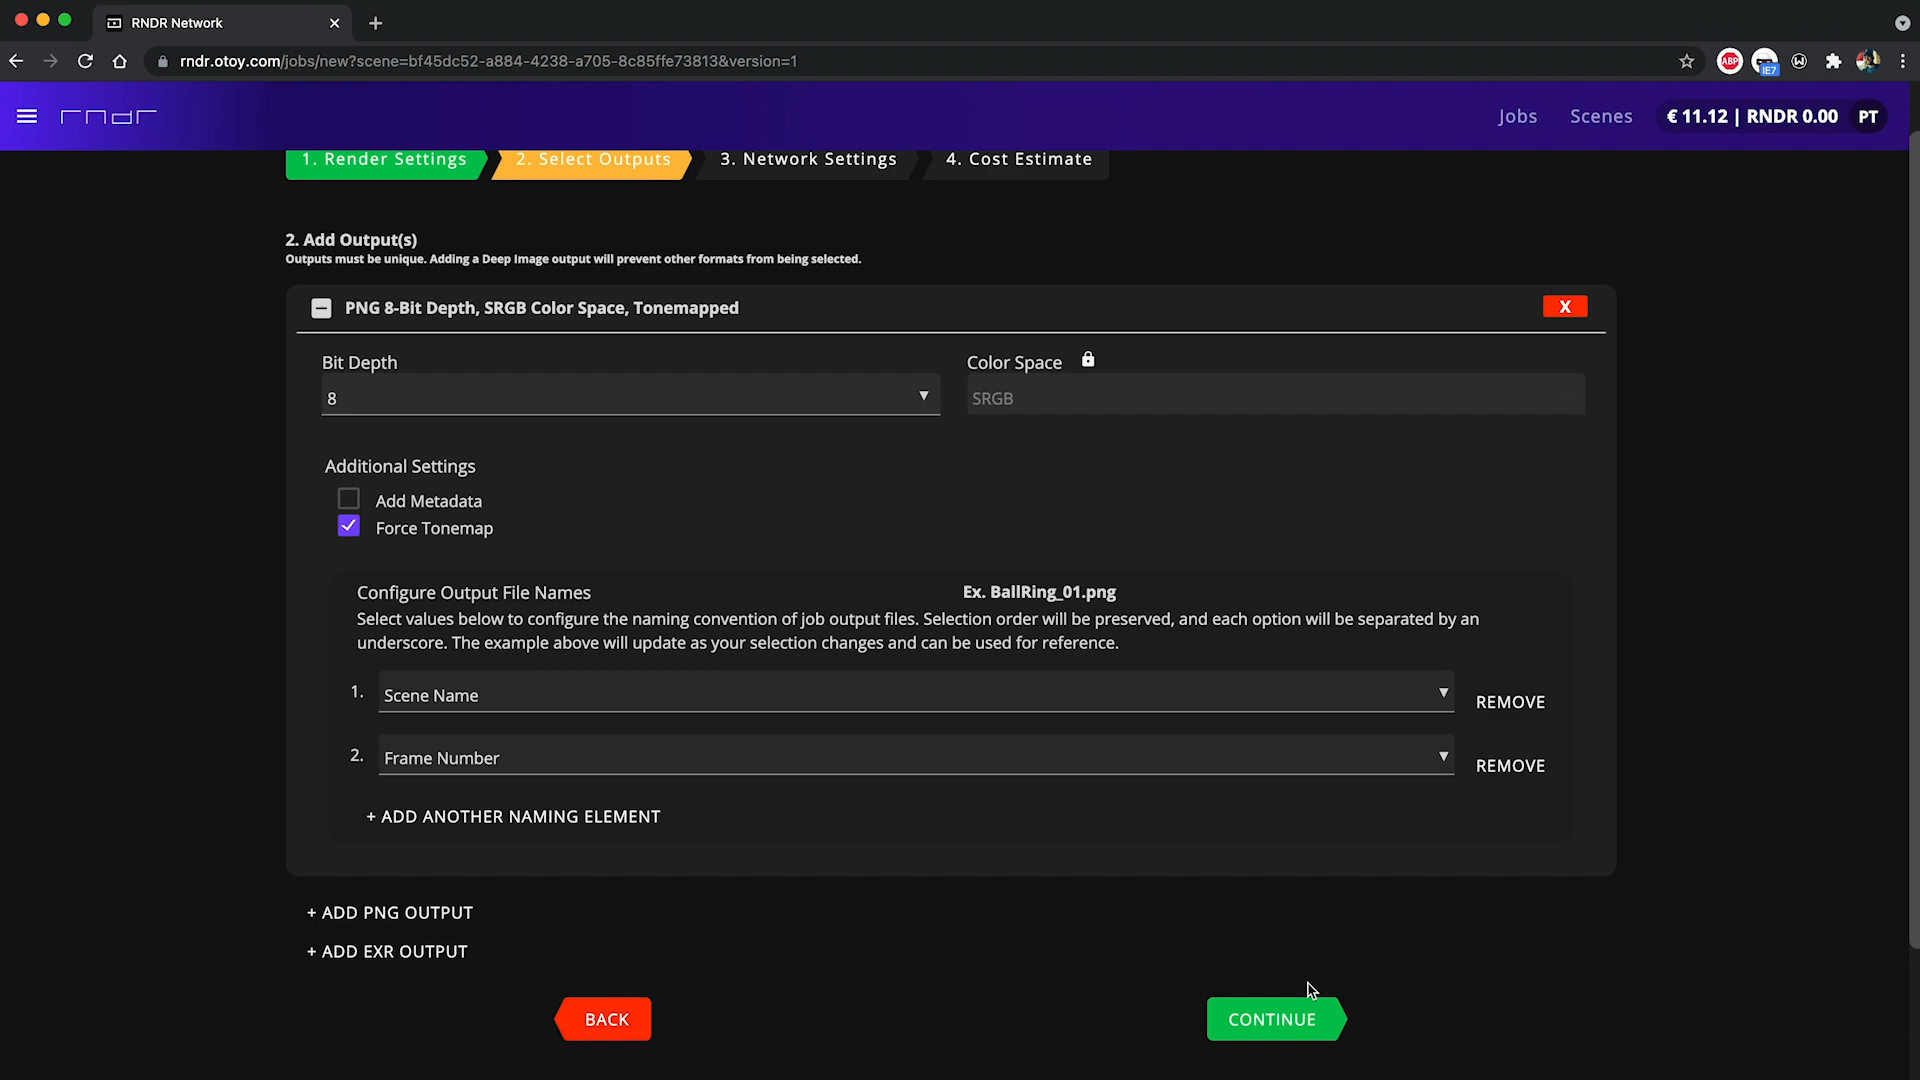 RNDR Network
rndr.otoy.com/jobs/new?scene=bf45dc52-a884-4238-a705-8c85ffe73813&version=1
ABP
IE7
rndr
Jobs
Scenes
€ 11.12 | RNDR 0.00
PT
1. Render Settings
2. Select Outputs
3. Network Settings
4. Cost Estimate
2. Add Output(s)
Outputs must be unique. Adding a Deep Image output will prevent other formats from being selected.
PNG 8-Bit Depth, SRGB Color Space, Tonemapped
X
Bit Depth
Color Space
8
SRGB
Additional Settings
Add Metadata
Force Tonemap
Configure Output File Names
Ex. BallRing_01.png
Select values below to configure the naming convention of job output files. Selection order will be preserved, and each option will be separated by an
underscore. The example above will update as your selection changes and can be used for reference.
1. Scene Name
REMOVE
2. Frame Number
REMOVE
+ ADD ANOTHER NAMING ELEMENT
+ ADD PNG OUTPUT
+ ADD EXR OUTPUT
BACK
CONTINUE